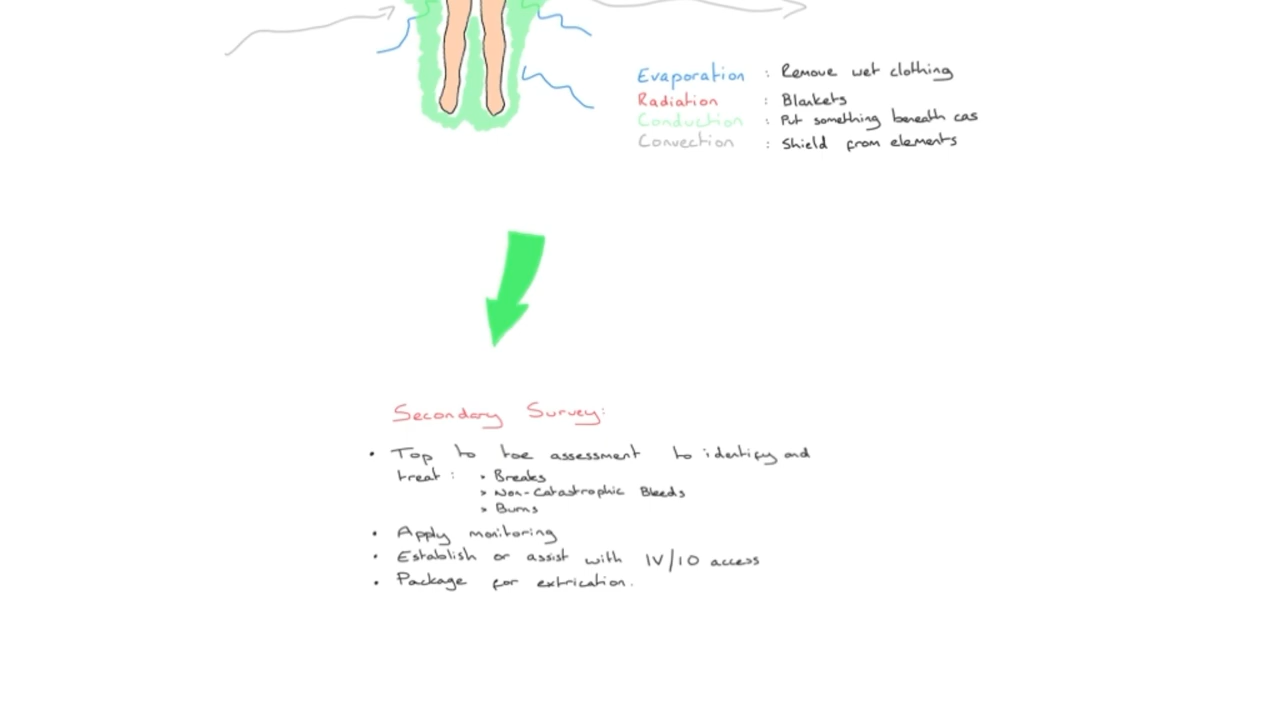 Evaporation : Remove wet clothing
Radiation : Blankets
Conduction : Put something beneath cas
Convection : Shield from elements
Secondary Survey:
• Top to toe assessment to identify and
treat : > Breaks
> Non-Catastrophic Bleeds
> Burns
• Apply monitoring
• Establish or assist with IV/IO access
• Package for extrication.